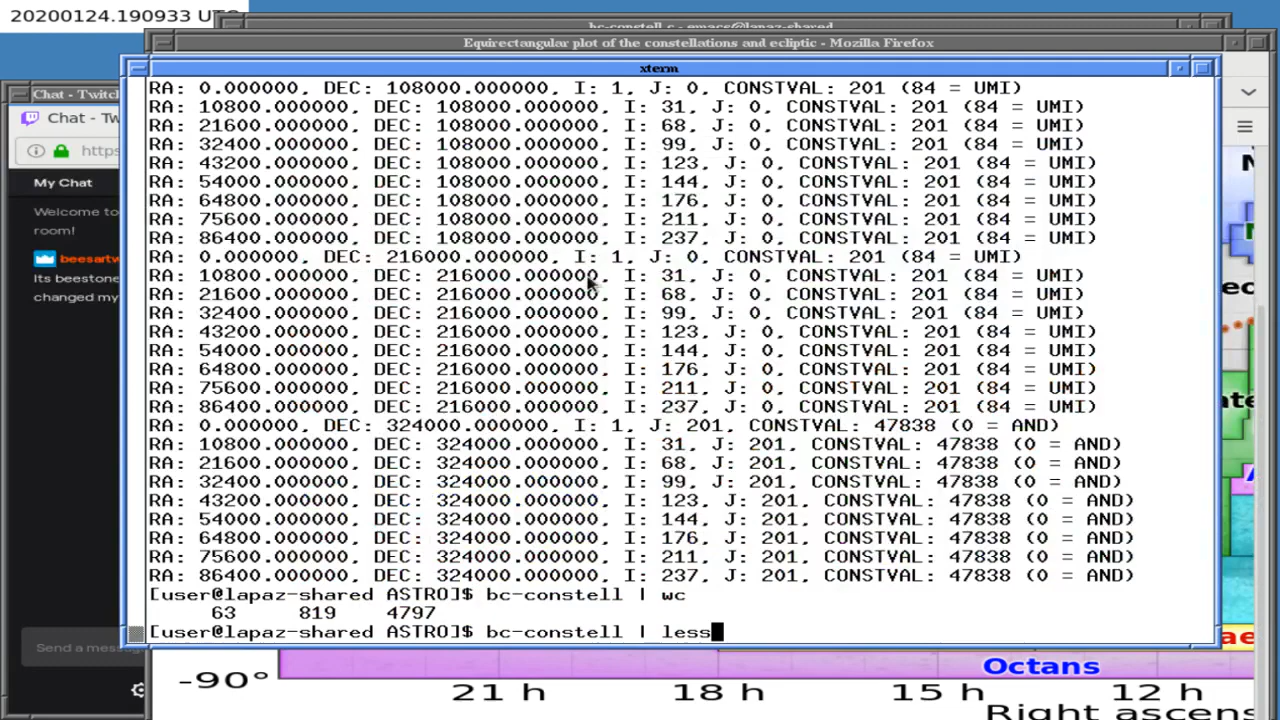 20200124.190933 UTC
bc-constell.c - emacs@lapaz-shared
Equirectangular plot of the constellations and ecliptic - Mozilla Firefox
xterm
Chat - Twitch
Chat - Tw
https
My Chat
Welcome to
room!
beesartw
Its beestone
changed my
Send a messa
RA: 0.000000, DEC: 108000.000000, I: 1, J: 0, CONSTVAL: 201 (84 = UMI)
RA: 10800.000000, DEC: 108000.000000, I: 31, J: 0, CONSTVAL: 201 (84 = UMI)
RA: 21600.000000, DEC: 108000.000000, I: 68, J: 0, CONSTVAL: 201 (84 = UMI)
RA: 32400.000000, DEC: 108000.000000, I: 99, J: 0, CONSTVAL: 201 (84 = UMI)
RA: 43200.000000, DEC: 108000.000000, I: 123, J: 0, CONSTVAL: 201 (84 = UMI)
RA: 54000.000000, DEC: 108000.000000, I: 144, J: 0, CONSTVAL: 201 (84 = UMI)
RA: 64800.000000, DEC: 108000.000000, I: 176, J: 0, CONSTVAL: 201 (84 = UMI)
RA: 75600.000000, DEC: 108000.000000, I: 211, J: 0, CONSTVAL: 201 (84 = UMI)
RA: 86400.000000, DEC: 108000.000000, I: 237, J: 0, CONSTVAL: 201 (84 = UMI)
RA: 0.000000, DEC: 216000.000000, I: 1, J: 0, CONSTVAL: 201 (84 = UMI)
RA: 10800.000000, DEC: 216000.000000, I: 31, J: 0, CONSTVAL: 201 (84 = UMI)
RA: 21600.000000, DEC: 216000.000000, I: 68, J: 0, CONSTVAL: 201 (84 = UMI)
RA: 32400.000000, DEC: 216000.000000, I: 99, J: 0, CONSTVAL: 201 (84 = UMI)
RA: 43200.000000, DEC: 216000.000000, I: 123, J: 0, CONSTVAL: 201 (84 = UMI)
RA: 54000.000000, DEC: 216000.000000, I: 144, J: 0, CONSTVAL: 201 (84 = UMI)
RA: 64800.000000, DEC: 216000.000000, I: 176, J: 0, CONSTVAL: 201 (84 = UMI)
RA: 75600.000000, DEC: 216000.000000, I: 211, J: 0, CONSTVAL: 201 (84 = UMI)
RA: 86400.000000, DEC: 216000.000000, I: 237, J: 0, CONSTVAL: 201 (84 = UMI)
RA: 0.000000, DEC: 324000.000000, I: 1, J: 201, CONSTVAL: 47838 (0 = AND)
RA: 10800.000000, DEC: 324000.000000, I: 31, J: 201, CONSTVAL: 47838 (0 = AND)
RA: 21600.000000, DEC: 324000.000000, I: 68, J: 201, CONSTVAL: 47838 (0 = AND)
RA: 32400.000000, DEC: 324000.000000, I: 99, J: 201, CONSTVAL: 47838 (0 = AND)
RA: 43200.000000, DEC: 324000.000000, I: 123, J: 201, CONSTVAL: 47838 (0 = AND)
RA: 54000.000000, DEC: 324000.000000, I: 144, J: 201, CONSTVAL: 47838 (0 = AND)
RA: 64800.000000, DEC: 324000.000000, I: 176, J: 201, CONSTVAL: 47838 (0 = AND)
RA: 75600.000000, DEC: 324000.000000, I: 211, J: 201, CONSTVAL: 47838 (0 = AND)
RA: 86400.000000, DEC: 324000.000000, I: 237, J: 201, CONSTVAL: 47838 (0 = AND)
[user@lapaz-shared ASTRO]$ bc-constell | wc
63 819 4797
[user@lapaz-shared ASTRO]$ bc-constell | less
Octans
-90°
21 h 18 h 15 h 12 h
Right ascens